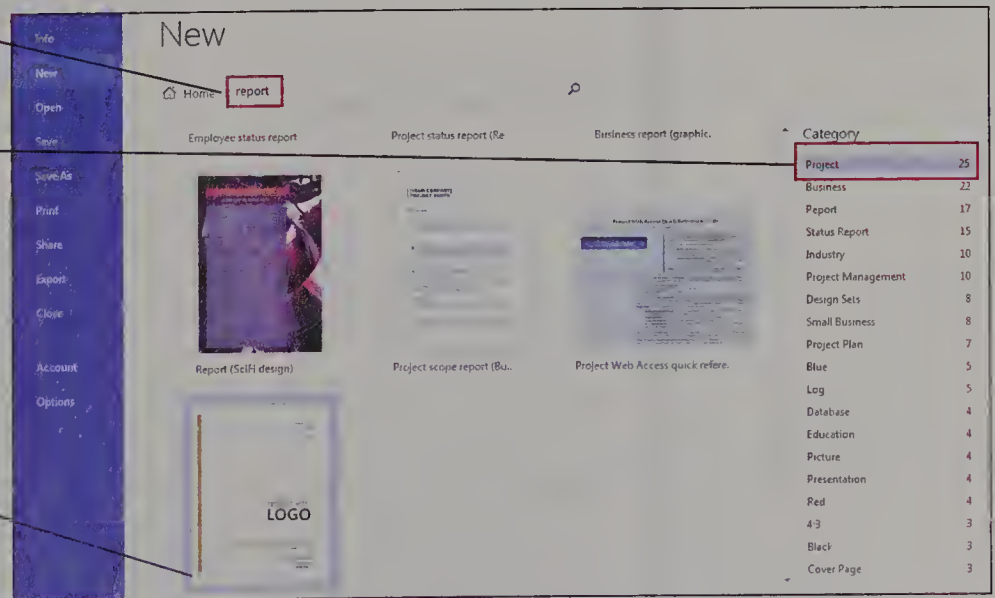 New
Info
New
Open
Save
Save As
Print
Share
Export
Close
Account
Options
Home
report
Employee status report
Project status report (Re
Business report (graphic.
Report (SciFi design)
Project scope report (Bu..
Project Web Access quick refere.
LOGO
Category
Project 25
Business 22
Peport 17
Status Report 15
Industry 10
Project Management 10
Design Sets 8
Small Business 8
Project Plan 7
Blue 5
Log 5
Database 4
Education 4
Picture 4
Presentation 4
Red 4
4:3 3
Black 3
Cover Page 3